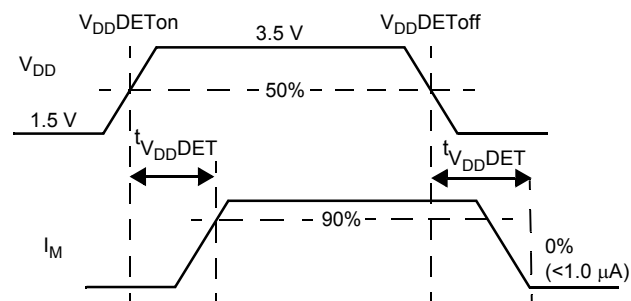 VDDDETon
VDDDEToff
3.5 V
VDD
50%
1.5 V
tVDDDET
tVDDDET
90%
IM
0%
(<1.0 μA)